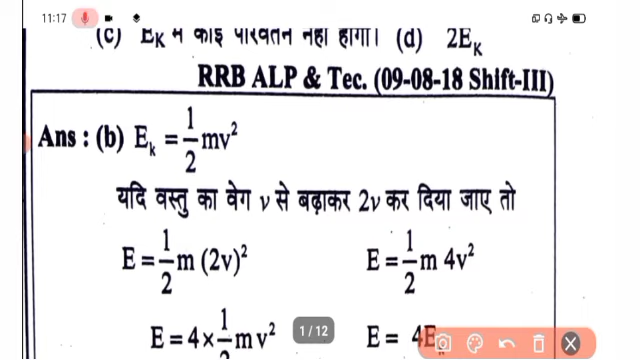 11:17
(c) E_K में कोई परिवर्तन नहीं होगा। (d) 2E_K
RRB ALP & Tec. (09-08-18 Shift-III)
Ans : (b) E_k = 1/2 mv²
यदि वस्तु का वेग v से बढ़ाकर 2v कर दिया जाए तो
E = 1/2 m (2v)² E = 1/2 m 4v²
E = 4 × 1/2 m v² E = 4E_k
1 / 12